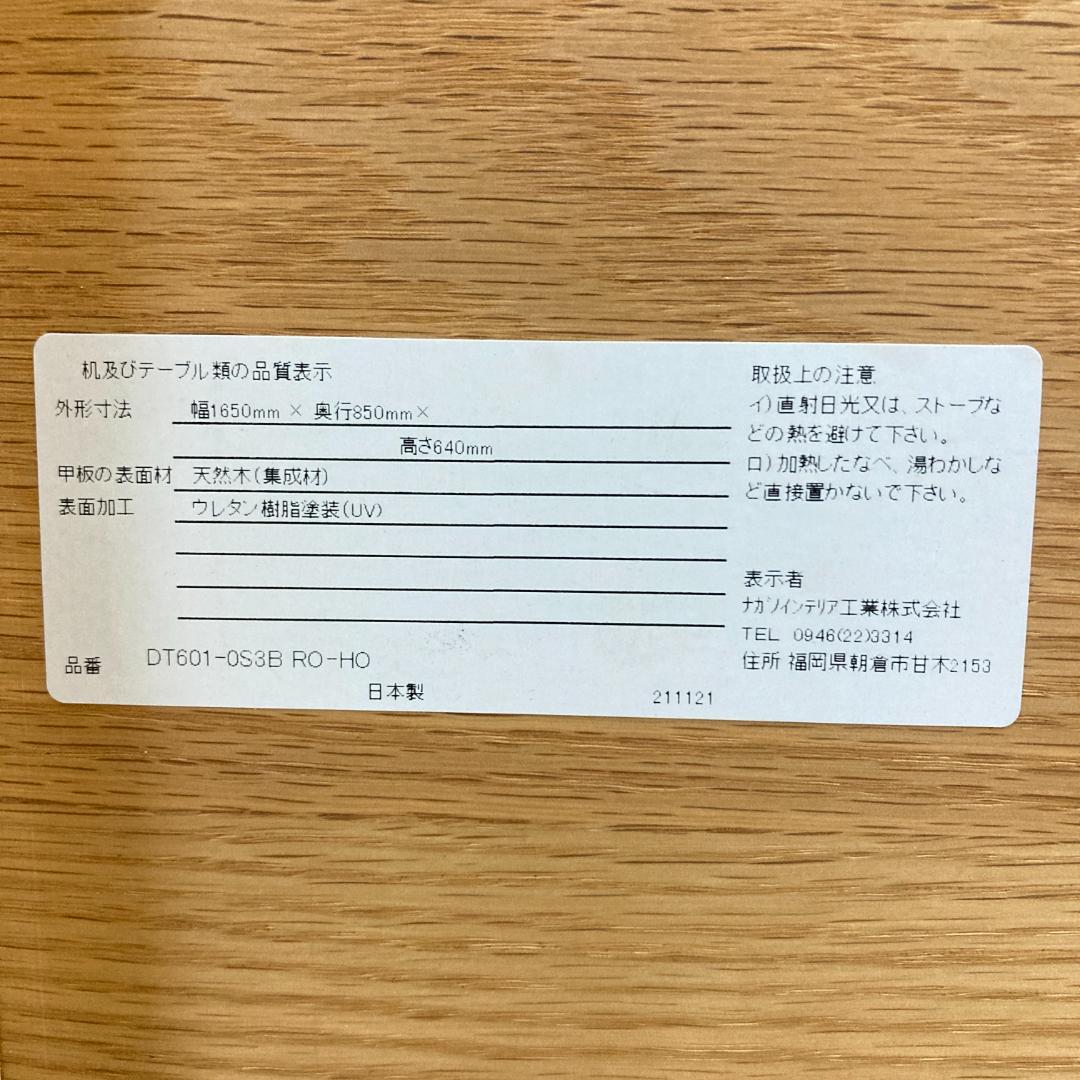 机及びテーブル類の品質表示
外形寸法 幅1650mm × 奥行850mm×
高さ640mm
甲板の表面材 天然木(集成材)
表面加工 ウレタン樹脂塗装(UV)
品番 DT601-0S3B RO-HO
日本製 211121
取扱上の注意
イ)直射日光又は、ストーブな
どの熱を避けて下さい。
ロ)加熱したなべ、湯わかしな
ど直接置かないで下さい。
表示者
ナガノインテリア工業株式会社
TEL 0946(22)3314
住所 福岡県朝倉市甘木2153